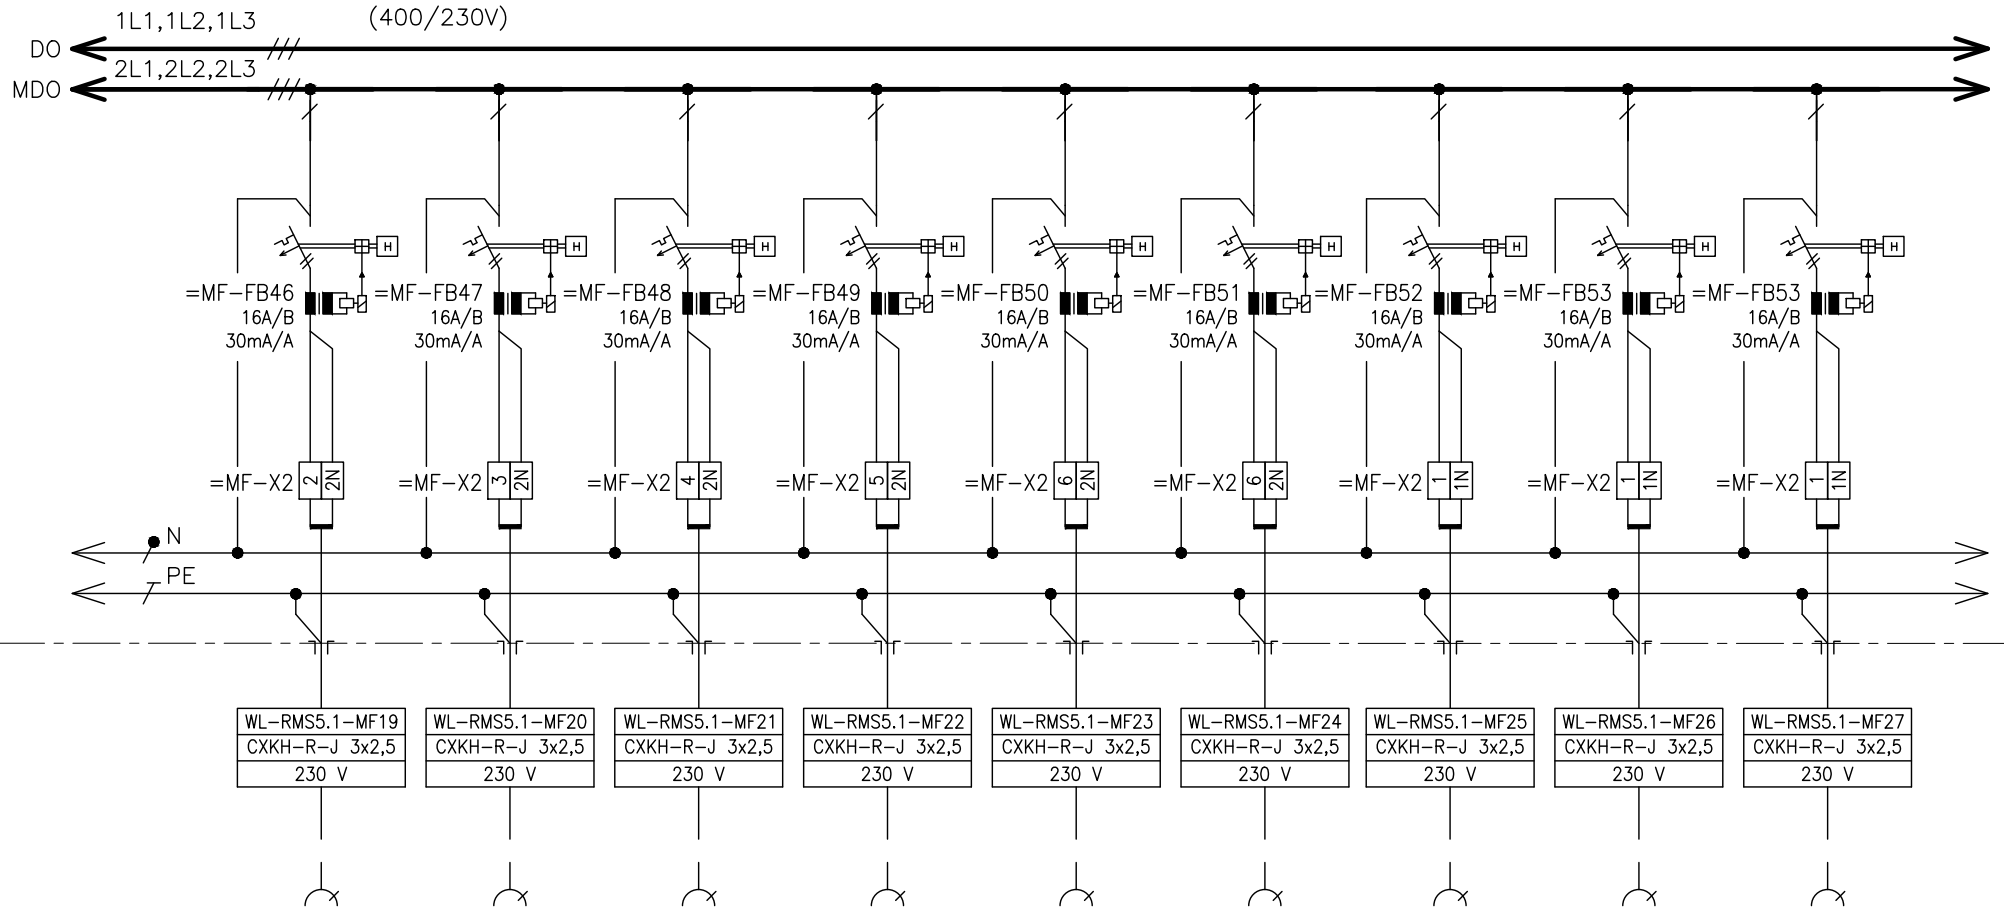 1L1,1L2,1L3 (400/230V)
DO
2L1,2L2,2L3
MDO
H H H H H H H H H
=MF-FB46 =MF-FB47 =MF-FB48 =MF-FB49 =MF-FB50 =MF-FB51 =MF-FB52 =MF-FB53 =MF-FB53
16A/B 16A/B 16A/B 16A/B 16A/B 16A/B 16A/B 16A/B 16A/B
30mA/A 30mA/A 30mA/A 30mA/A 30mA/A 30mA/A 30mA/A 30mA/A 30mA/A
=MF-X2 2 2N =MF-X2 3 2N =MF-X2 4 2N =MF-X2 5 2N =MF-X2 6 2N =MF-X2 6 2N =MF-X2 1 1N =MF-X2 1 1N =MF-X2 1 1N
N
PE
WL-RMS5.1-MF19 WL-RMS5.1-MF20 WL-RMS5.1-MF21 WL-RMS5.1-MF22 WL-RMS5.1-MF23 WL-RMS5.1-MF24 WL-RMS5.1-MF25 WL-RMS5.1-MF26 WL-RMS5.1-MF27
CXKH-R-J 3x2,5 CXKH-R-J 3x2,5 CXKH-R-J 3x2,5 CXKH-R-J 3x2,5 CXKH-R-J 3x2,5 CXKH-R-J 3x2,5 CXKH-R-J 3x2,5 CXKH-R-J 3x2,5 CXKH-R-J 3x2,5
230 V 230 V 230 V 230 V 230 V 230 V 230 V 230 V 230 V